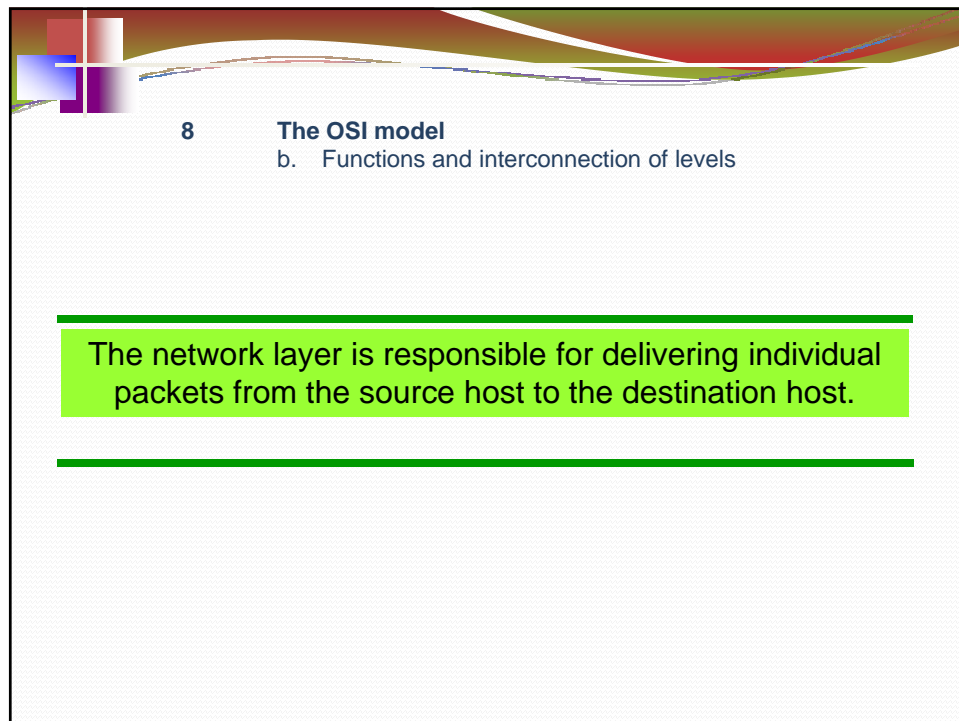 8 The OSI model
b. Functions and interconnection of levels
The network layer is responsible for delivering individual
packets from the source host to the destination host.